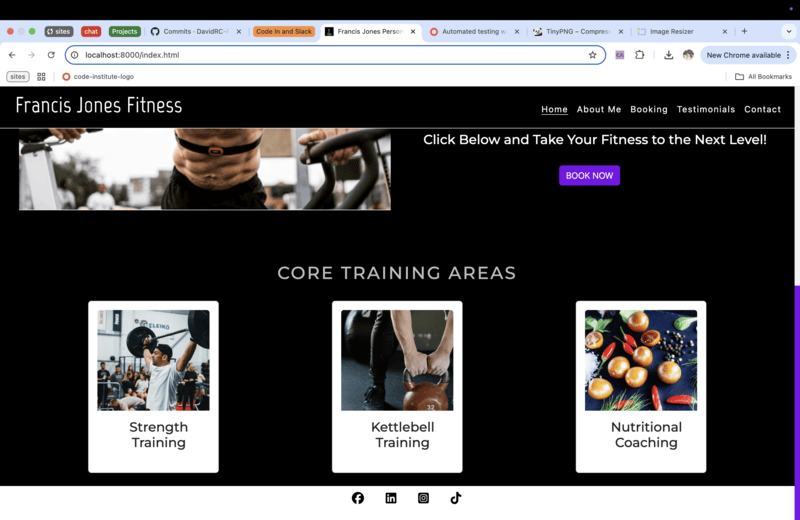 sites
chat
Projects
Commits · DavidRC-
Code In and Slack
Francis Jones Person
Automated testing w
TinyPNG – Compress
Image Resizer
localhost:8000/index.html
New Chrome available
sites
code-institute-logo
All Bookmarks
Francis Jones Fitness
Home
About Me
Booking
Testimonials
Contact
Click Below and Take Your Fitness to the Next Level!
BOOK NOW
CORE TRAINING AREAS
ELEIKO
32
Strength
Training
Kettlebell
Training
Nutritional
Coaching